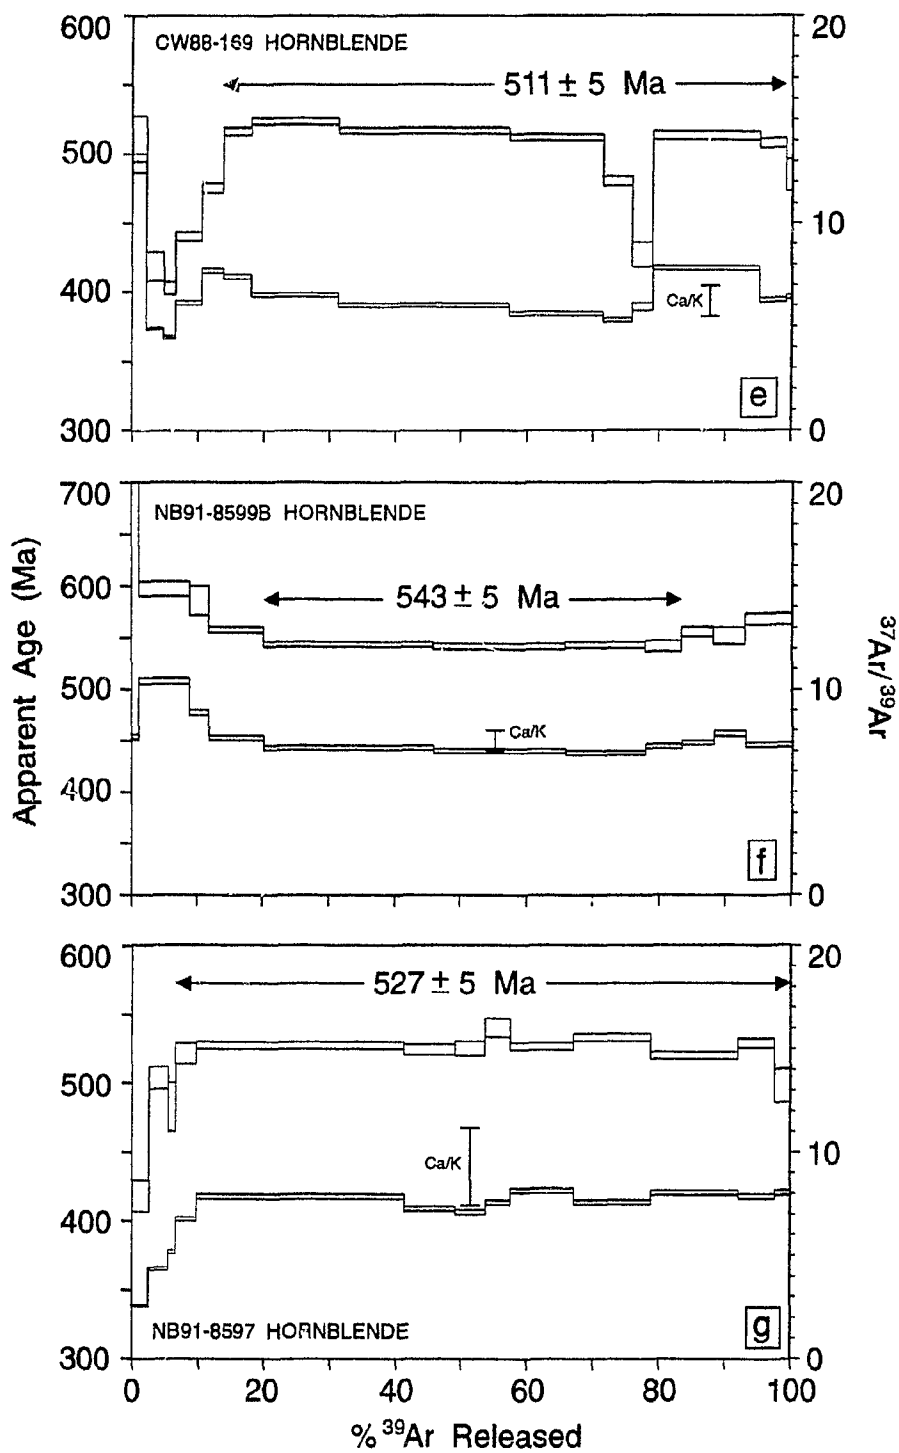 600
CW88-169 HORNBLENDE
20
511 ± 5 Ma
500
10
400
Ca/K
e
300
0
700
NB91-8599B HORNBLENDE
20
600
543 ± 5 Ma
500
10
Ca/K
400
f
300
0
Apparent Age (Ma)
³⁷Ar/³⁹Ar
600
20
527 ± 5 Ma
500
Ca/K
10
400
NB91-8597 HORNBLENDE
g
300
0
0 20 40 60 80 100
% ³⁹Ar Released